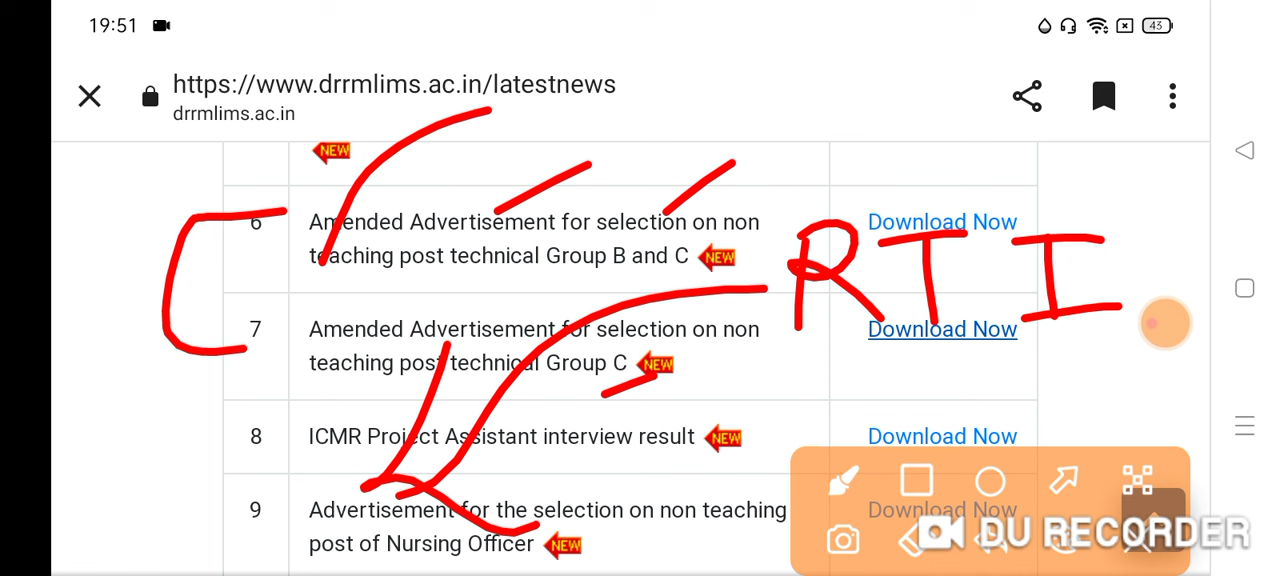 19:51
43
https://www.drrmlims.ac.in/latestnews
drrmlims.ac.in
NEW
6 Amended Advertisement for selection on non Download Now
teaching post technical Group B and C NEW
RTI
7 Amended Advertisement for selection on non Download Now
teaching post technical Group C NEW
8 ICMR Project Assistant interview result NEW Download Now
9 Advertisement for the selection on non teaching Download Now
post of Nursing Officer NEW
DU RECORDER